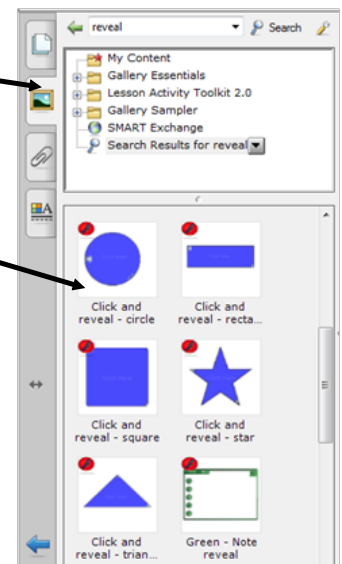 reveal
Search
My Content
Gallery Essentials
Lesson Activity Toolkit 2.0
Gallery Sampler
SMART Exchange
Search Results for reveal
Click and
reveal - circle
Click and
reveal - recta...
Click and
reveal - square
Click and
reveal - star
Click and
reveal - trian...
Green - Note
reveal